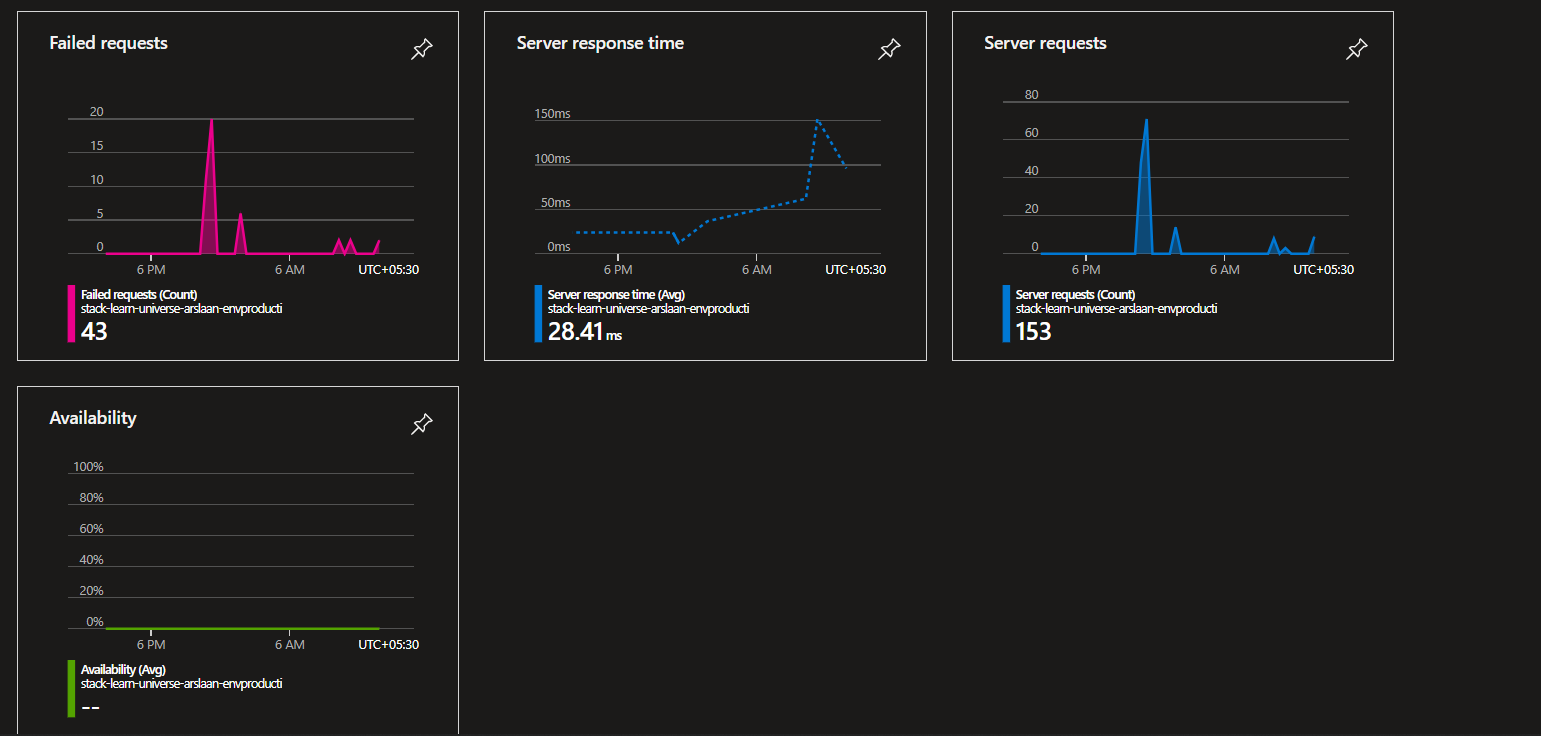 Failed requests
20
15
10
5
0
6 PM 6 AM UTC+05:30
Failed requests (Count)
stack-learn-universe-arslaan-envproducti
43
Server response time
150ms
100ms
50ms
0ms
6 PM 6 AM UTC+05:30
Server response time (Avg)
stack-learn-universe-arslaan-envproducti
28.41 ms
Server requests
80
60
40
20
0
6 PM 6 AM UTC+05:30
Server requests (Count)
stack-learn-universe-arslaan-envproducti
153
Availability
100%
80%
60%
40%
20%
0%
6 PM 6 AM UTC+05:30
Availability (Avg)
stack-learn-universe-arslaan-envproducti
--